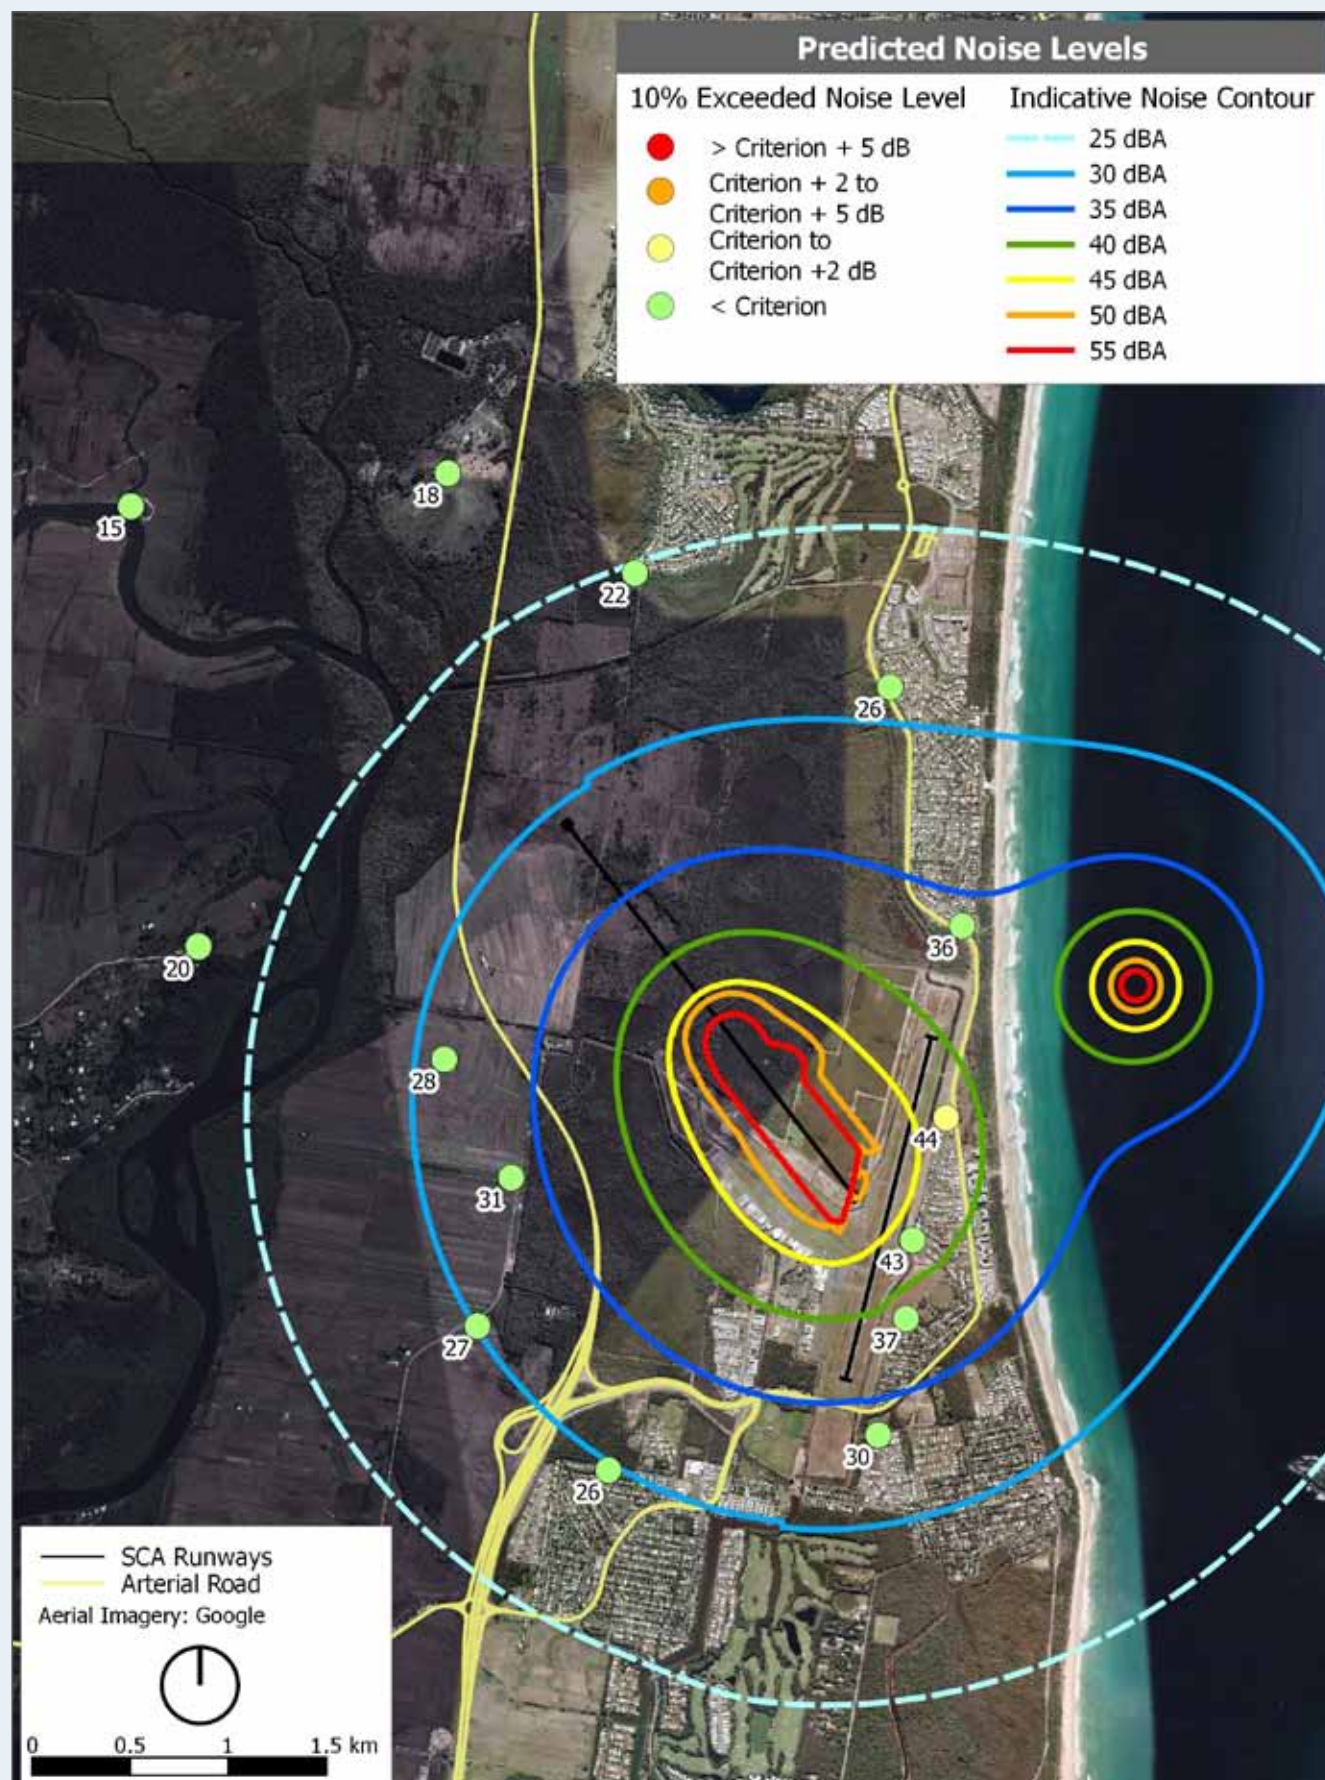 Predicted Noise Levels
10% Exceeded Noise Level
> Criterion + 5 dB
Criterion + 2 to
Criterion + 5 dB
Criterion to
Criterion +2 dB
< Criterion
Indicative Noise Contour
25 dBA
30 dBA
35 dBA
40 dBA
45 dBA
50 dBA
55 dBA
18
15
22
26
36
20
28
44
31
43
37
27
30
26
SCA Runways
Arterial Road
Aerial Imagery: Google
0 0.5 1 1.5 km